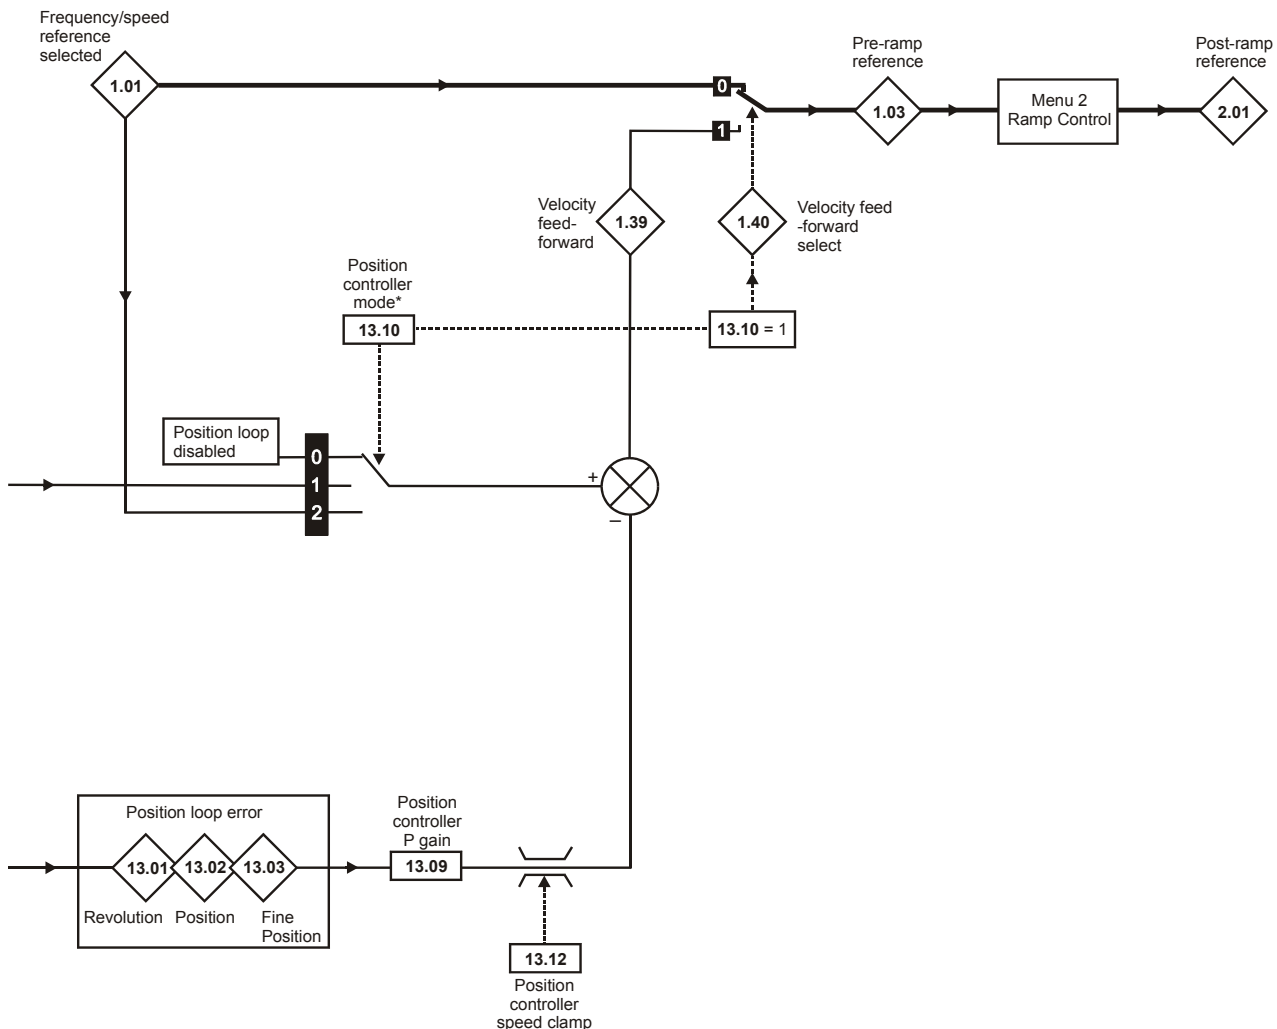 Frequency/speed
reference
selected
1.01
0
Pre-ramp
reference
1.03
Menu 2
Ramp Control
Post-ramp
reference
2.01
1
Velocity
feed-
forward
1.39
1.40
Velocity feed
-forward
select
Position
controller
mode*
13.10
13.10 = 1
Position loop
disabled
0
1
2
+
–
Position loop error
13.01
13.02
13.03
Revolution
Position
Fine
Position
Position
controller
P gain
13.09
13.12
Position
controller
speed clamp